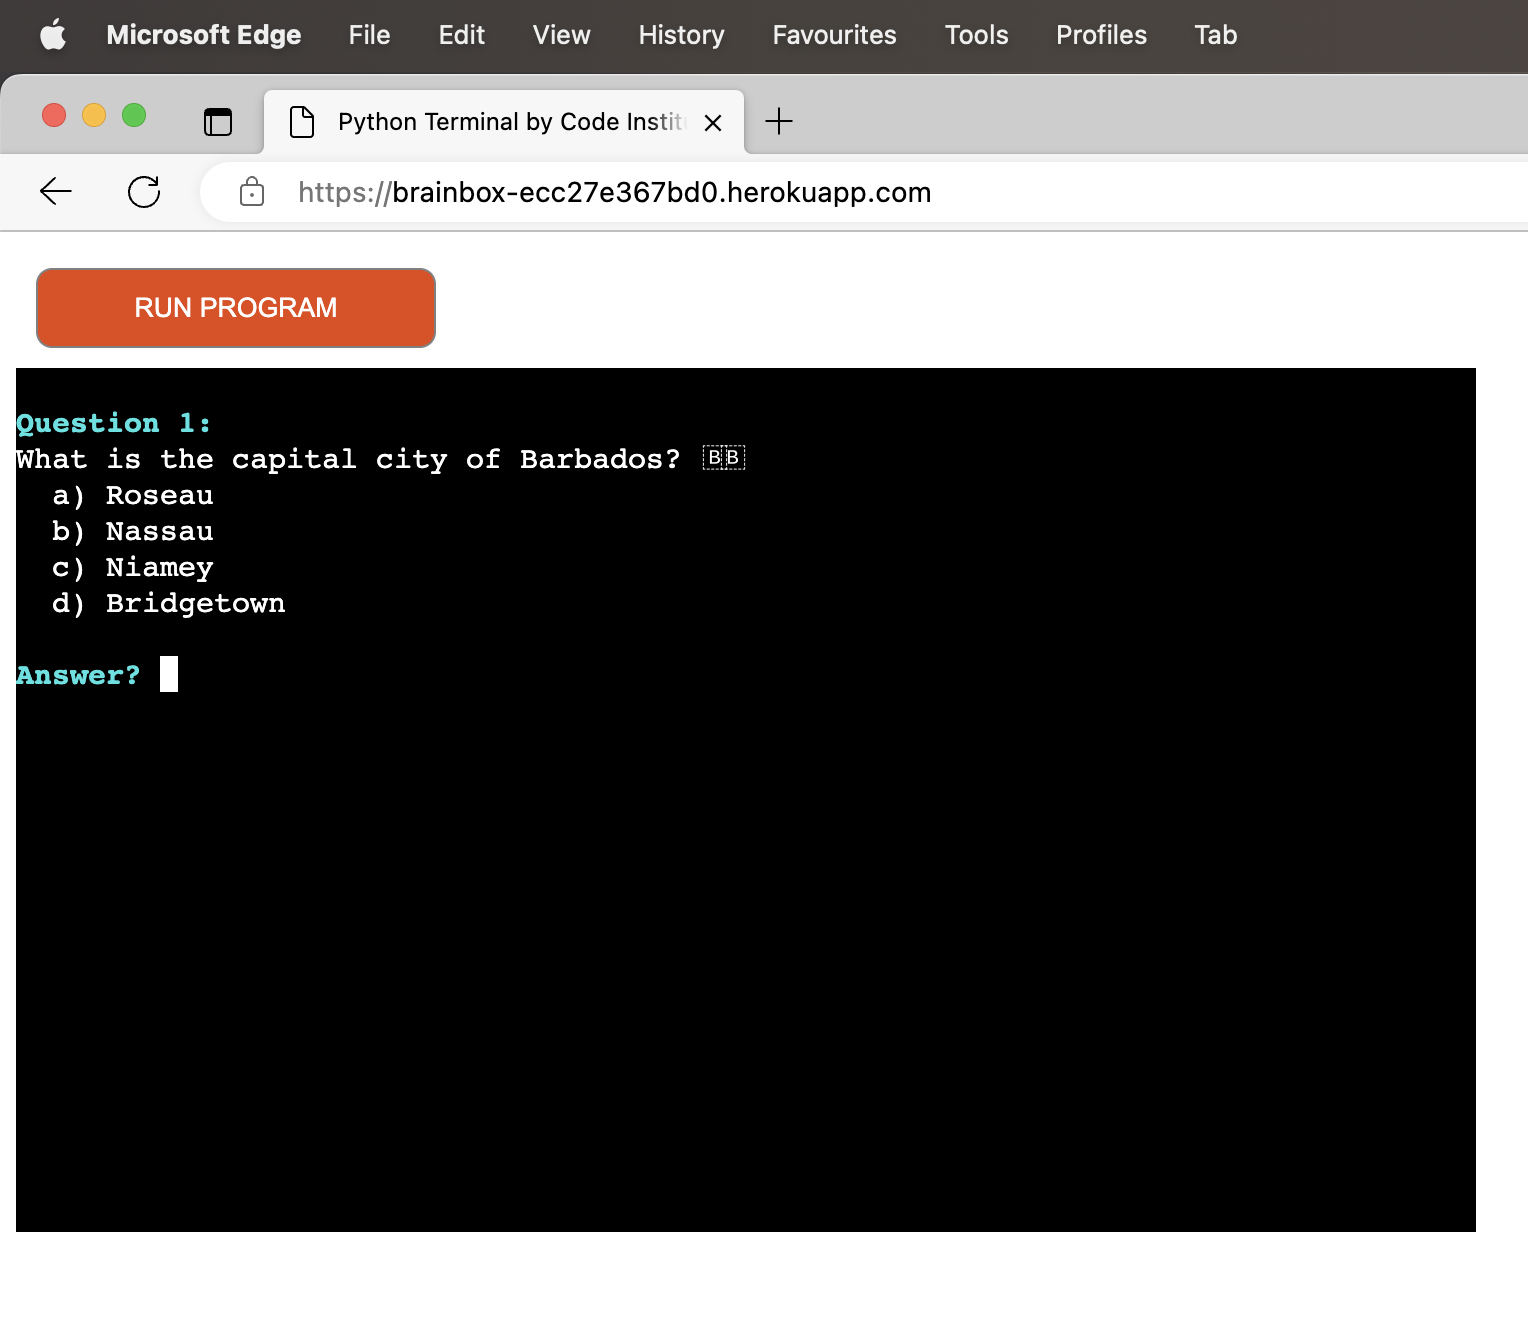 Microsoft Edge File Edit View History Favourites Tools Profiles Tab
Python Terminal by Code Instit
https://brainbox-ecc27e367bd0.herokuapp.com
RUN PROGRAM
Question 1:
What is the capital city of Barbados? 🇧🇧
a) Roseau
b) Nassau
c) Niamey
d) Bridgetown
Answer?